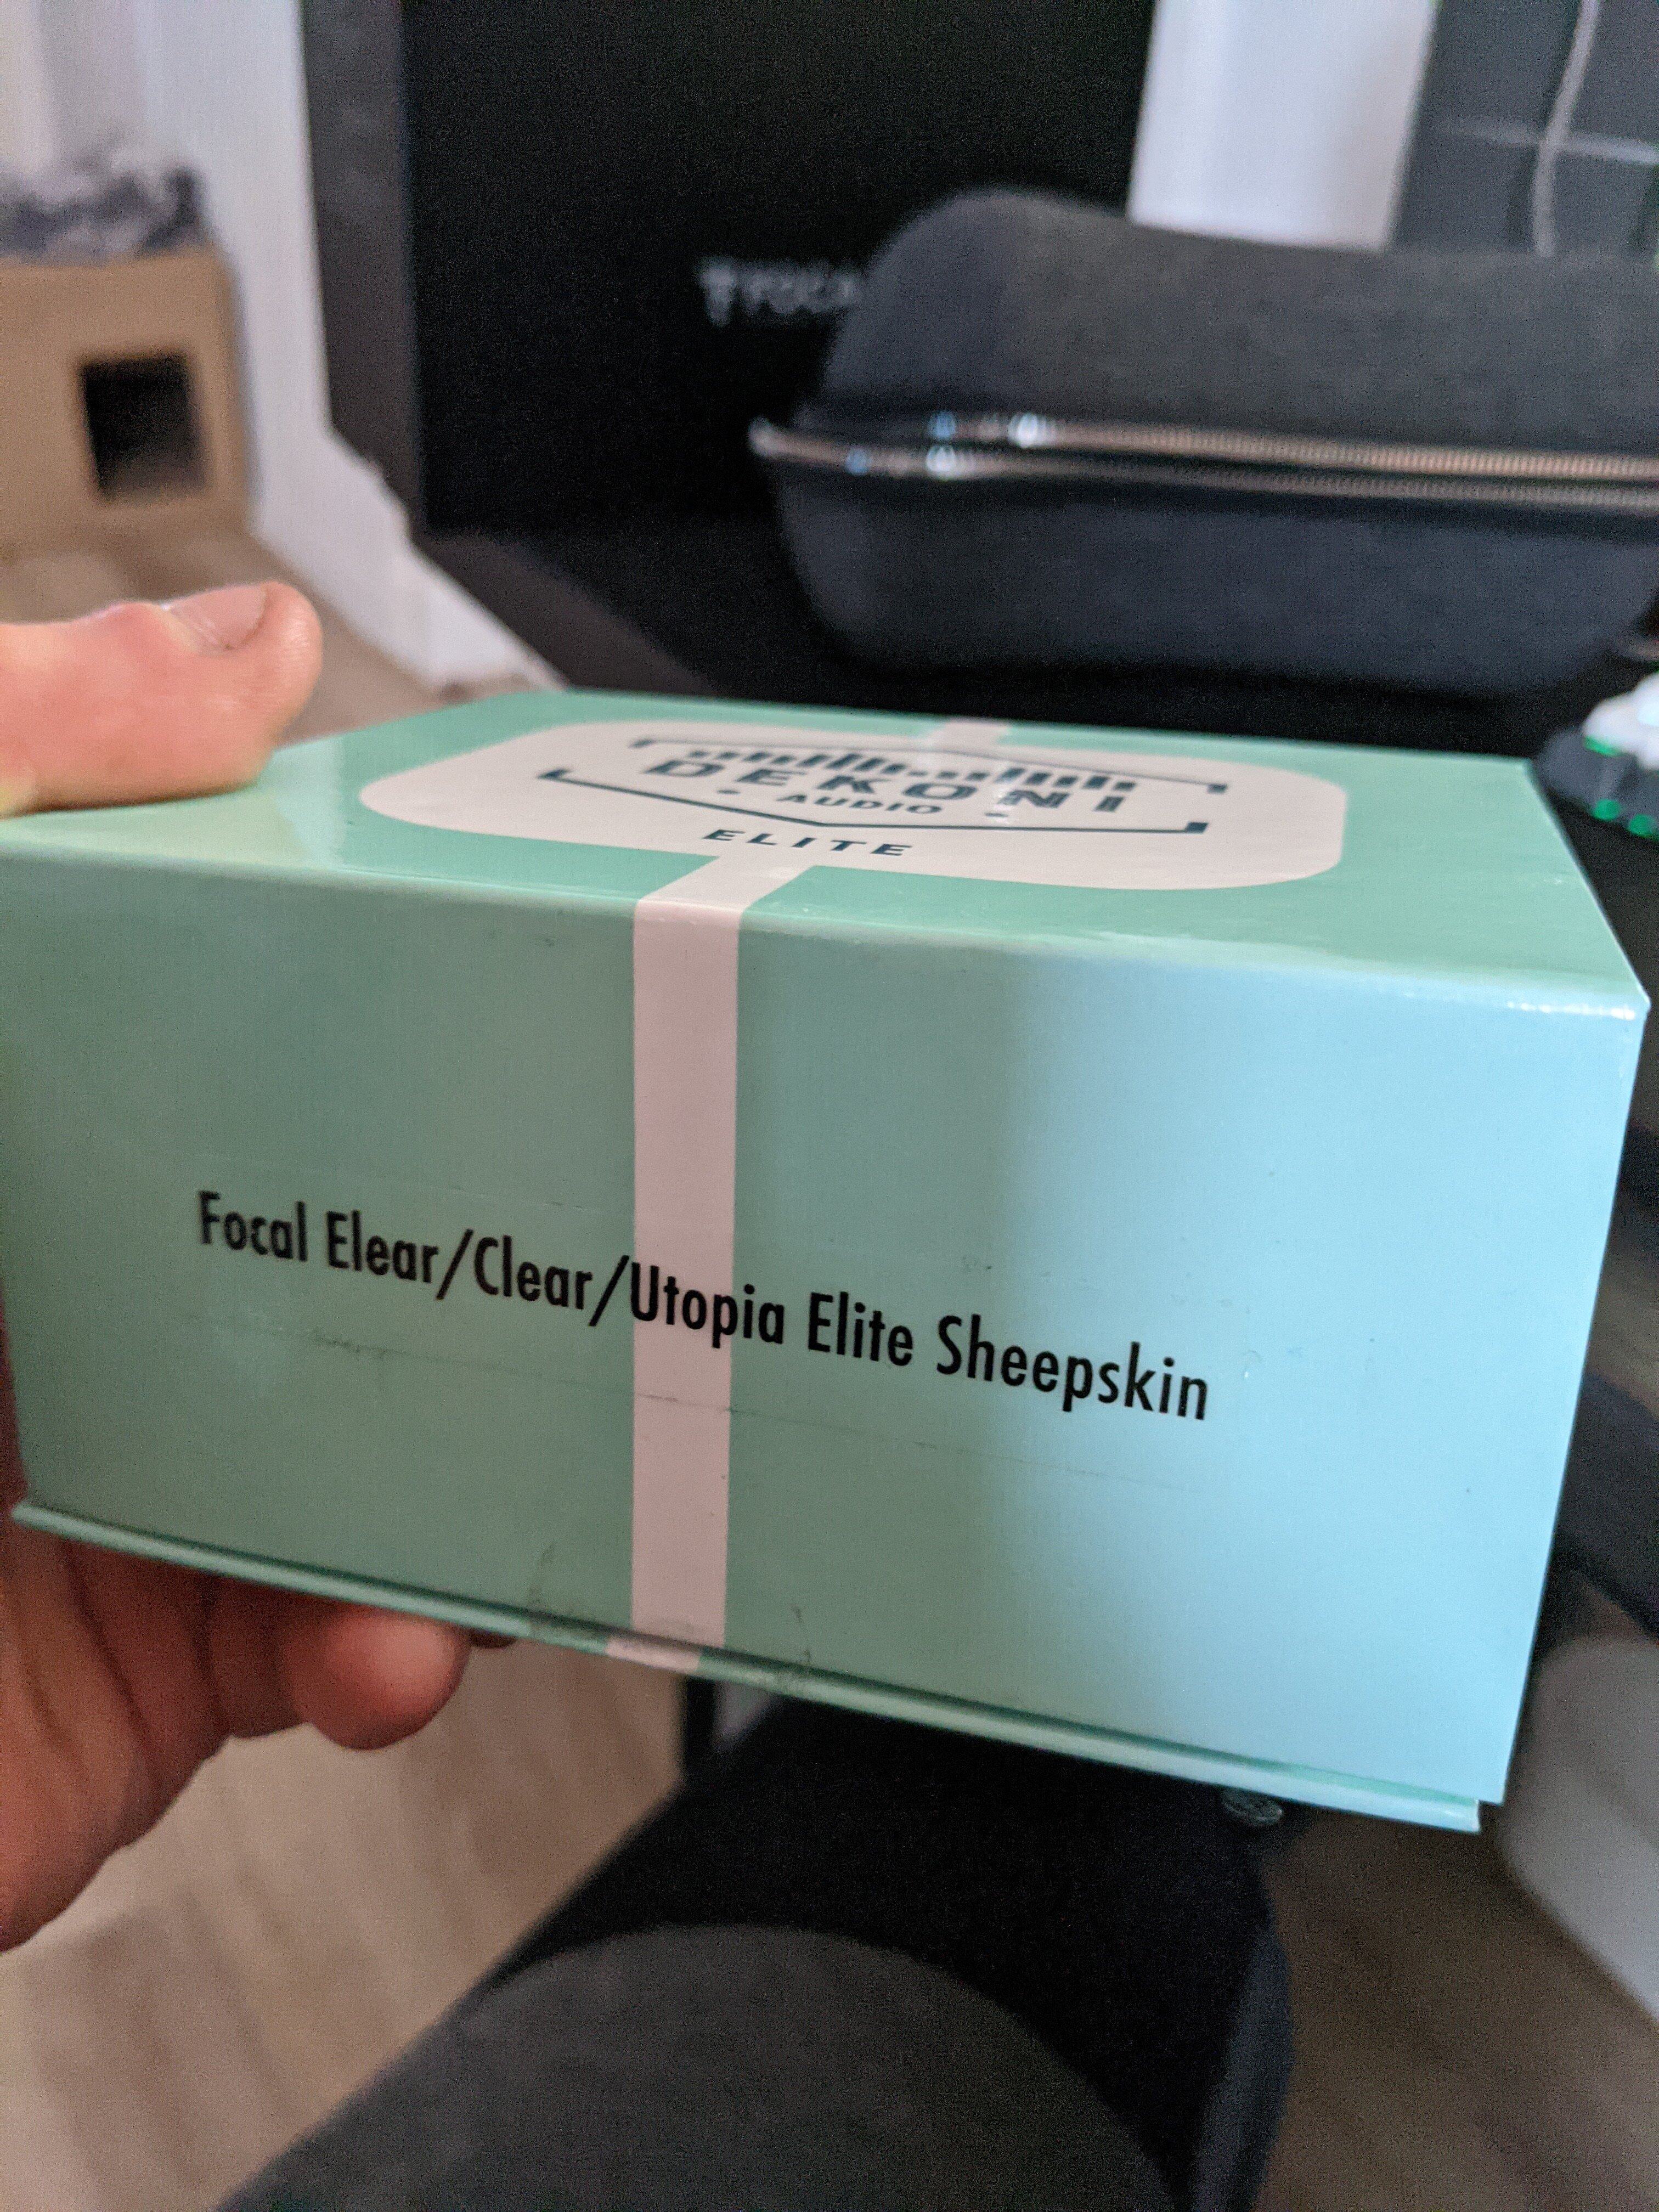 DEKONI
AUDIO
ELITE
Focal Elear/Clear/Utopia Elite Sheepskin